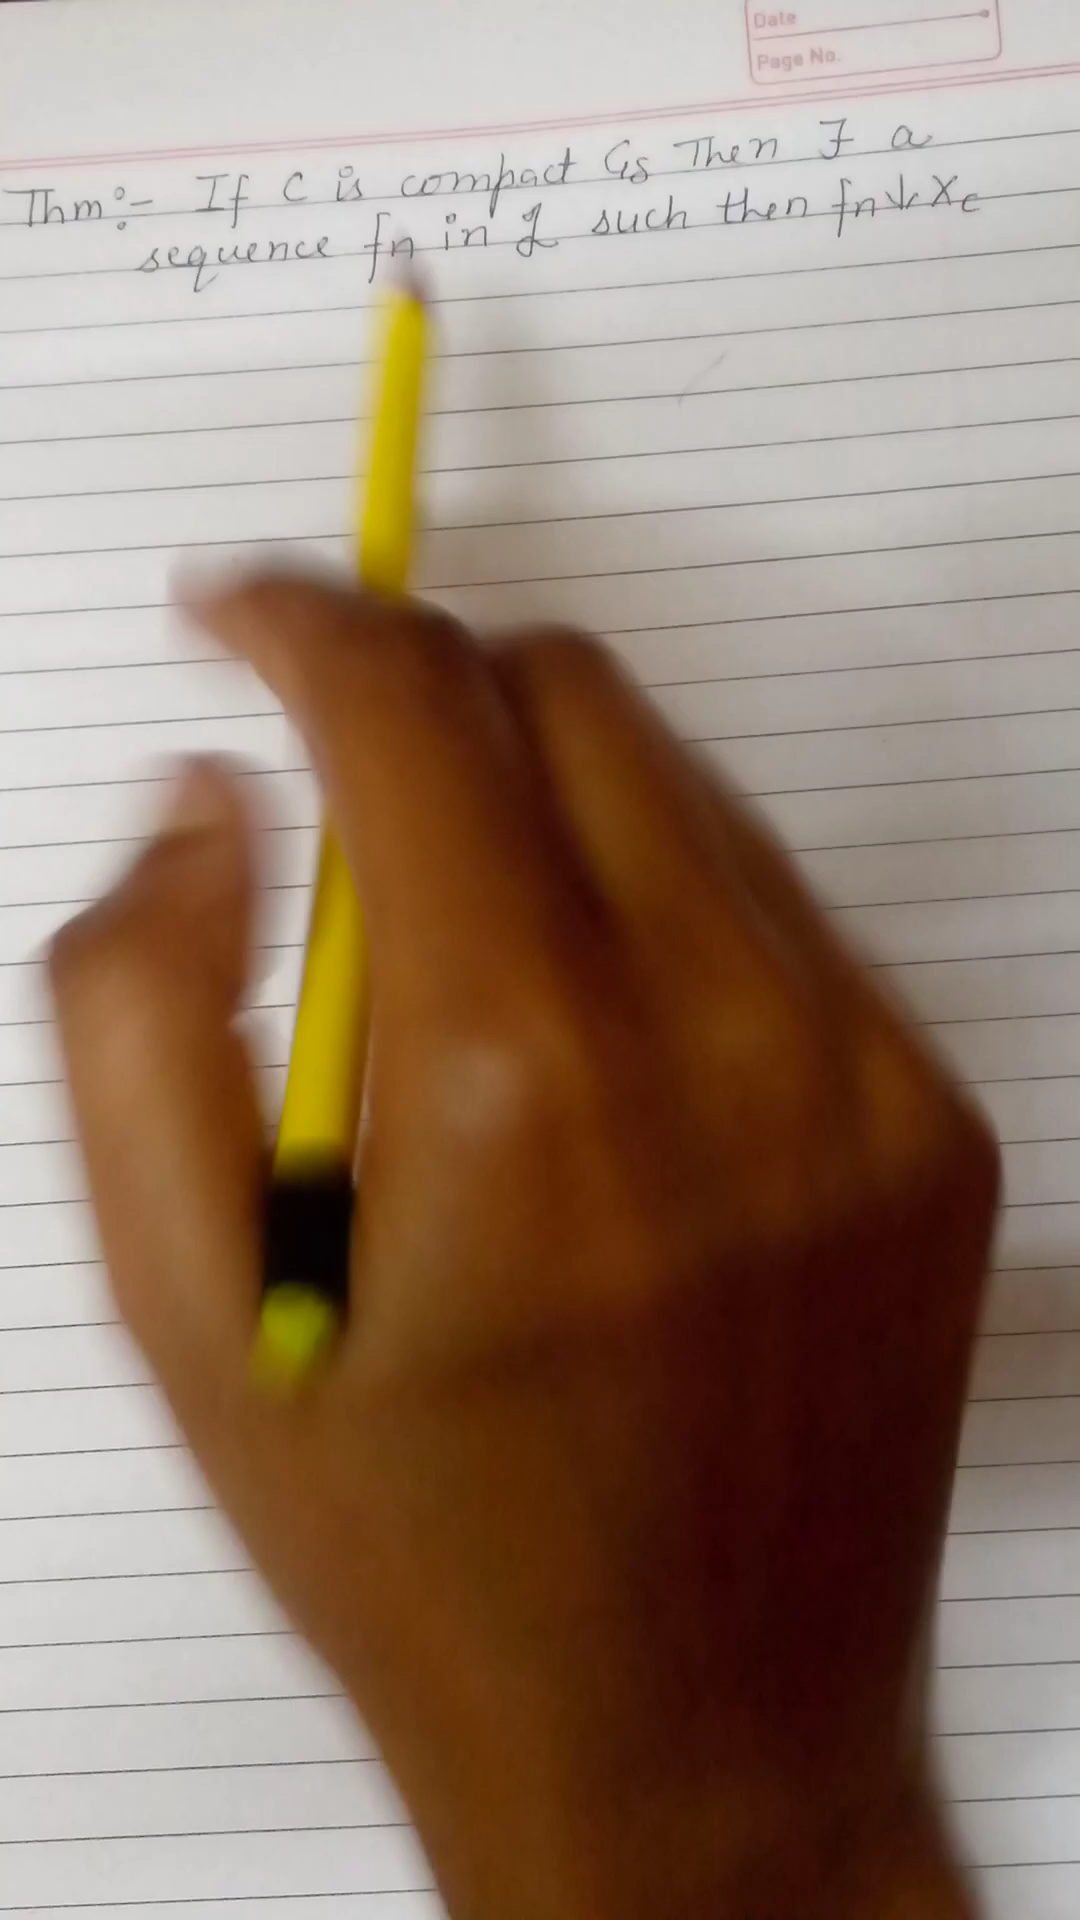 Date
Page No.
Thm:- If C is compact Gδ Then ∃ a
sequence fn in L such then fn ↓ χc